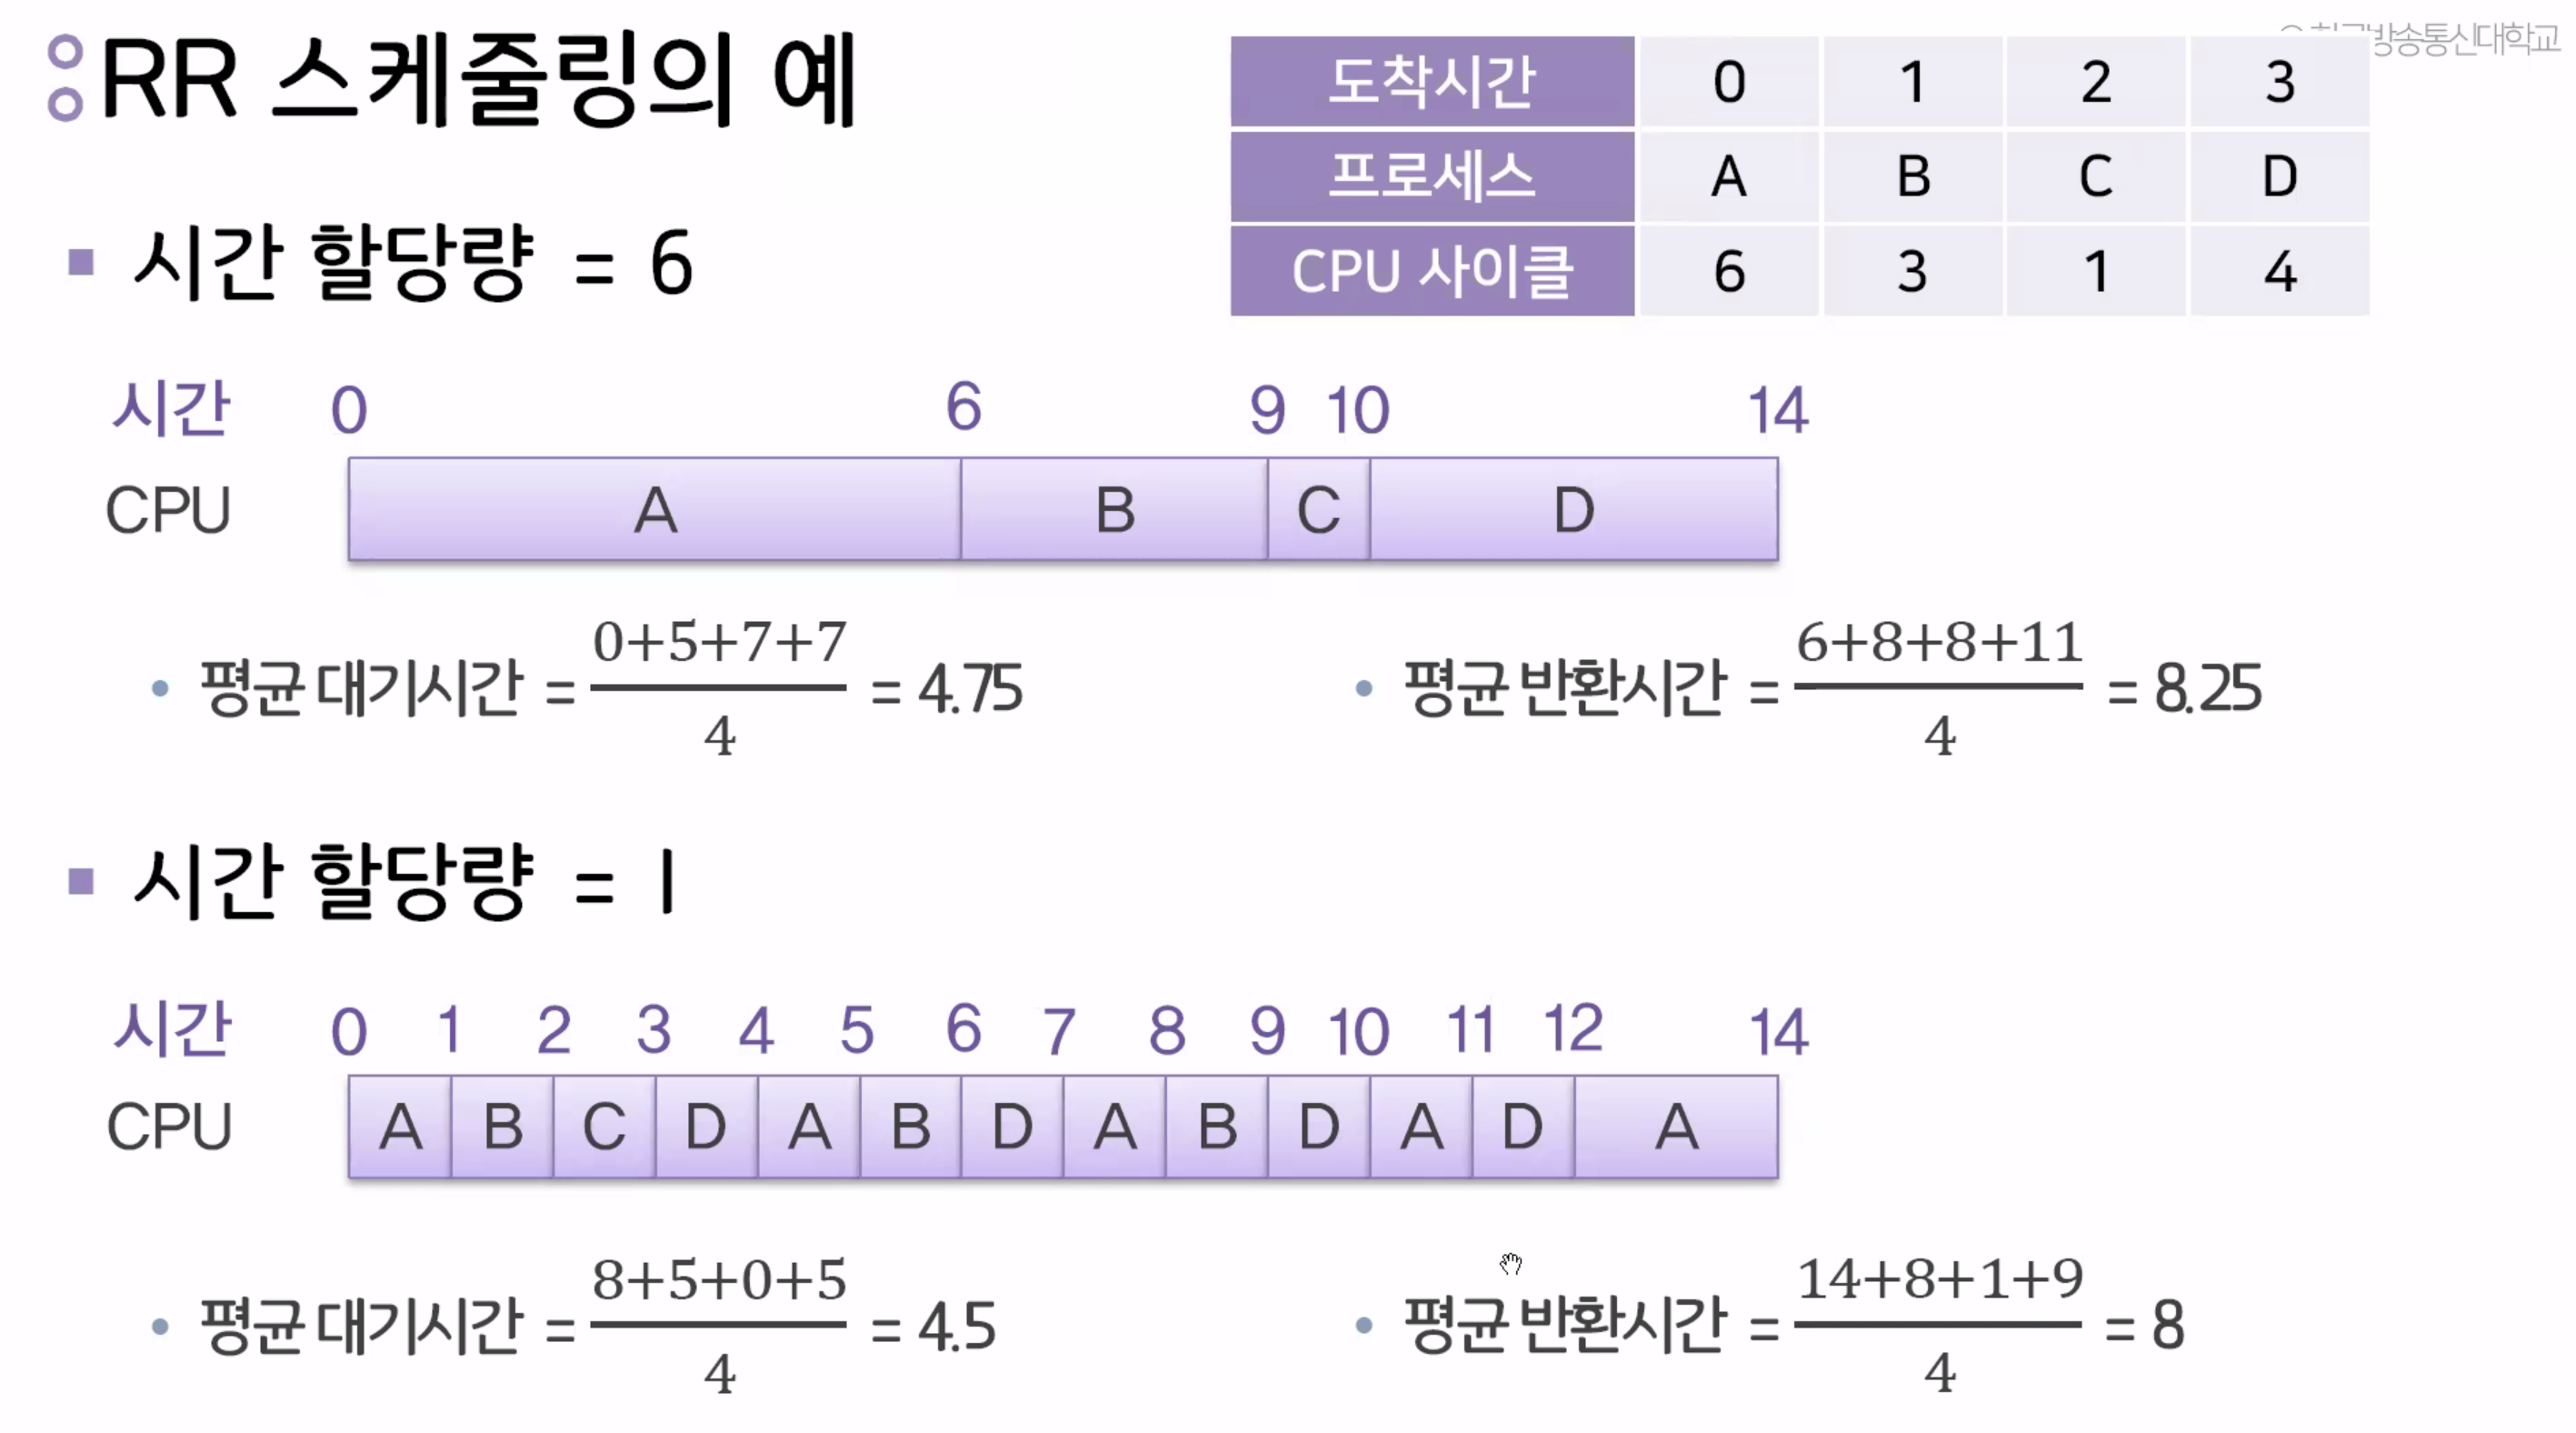 RR 스케줄링의 예
방송통신대학교
도착시간 0 1 2 3
프로세스 A B C D
CPU 사이클 6 3 1 4
시간 할당량 = 6
시간 0 6 9 10 14
CPU A B C D
평균 대기시간 = 0+5+7+7 / 4 = 4.75
평균 반환시간 = 6+8+8+11 / 4 = 8.25
시간 할당량 = 1
시간 0 1 2 3 4 5 6 7 8 9 10 11 12 14
CPU A B C D A B D A B D A D A
평균 대기시간 = 8+5+0+5 / 4 = 4.5
평균 반환시간 = 14+8+1+9 / 4 = 8